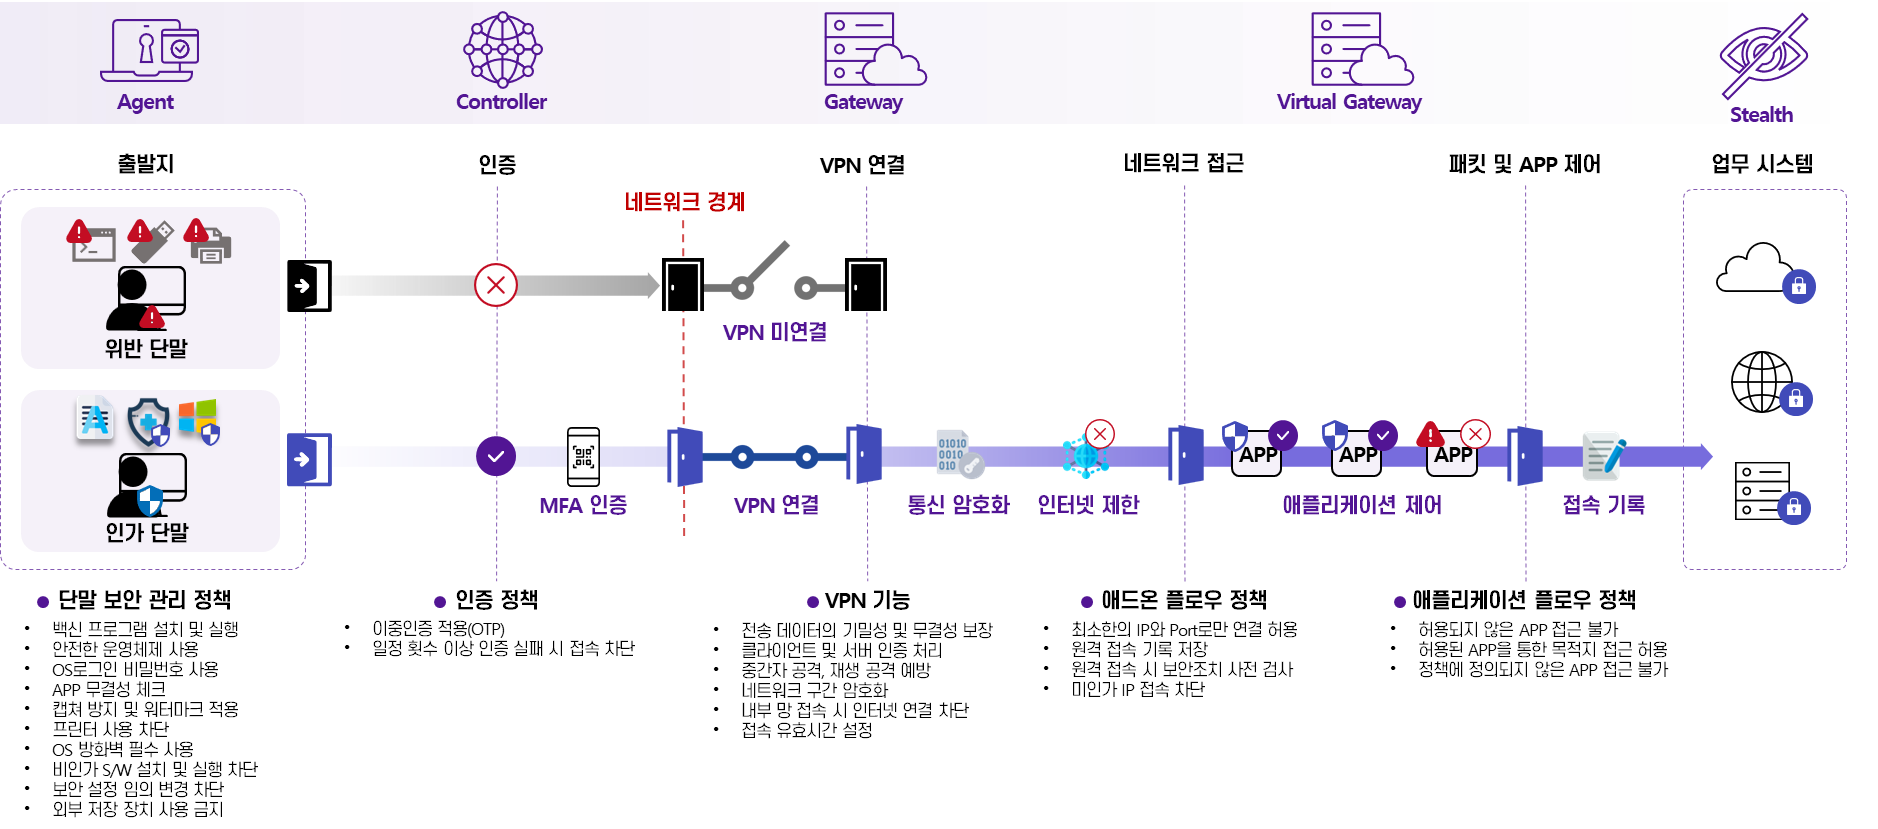 Agent
Controller
Gateway
Virtual Gateway
Stealth
출발지
인증
VPN 연결
네트워크 접근
패킷 및 APP 제어
업무 시스템
네트워크 경계
위반 단말
VPN 미연결
인가 단말
MFA 인증
VPN 연결
01010
0010
010
통신 암호화
인터넷 제한
APP
APP
APP
애플리케이션 제어
접속 기록
● 단말 보안 관리 정책
• 백신 프로그램 설치 및 실행
• 안전한 운영체제 사용
• OS로그인 비밀번호 사용
• APP 무결성 체크
• 캡쳐 방지 및 워터마크 적용
• 프린터 사용 차단
• OS 방화벽 필수 사용
• 비인가 S/W 설치 및 실행 차단
• 보안 설정 임의 변경 차단
• 외부 저장 장치 사용 금지
● 인증 정책
• 이중인증 적용(OTP)
• 일정 횟수 이상 인증 실패 시 접속 차단
● VPN 기능
• 전송 데이터의 기밀성 및 무결성 보장
• 클라이언트 및 서버 인증 처리
• 중간자 공격, 재생 공격 예방
• 네트워크 구간 암호화
• 내부 망 접속 시 인터넷 연결 차단
• 접속 유효시간 설정
● 애드온 플로우 정책
• 최소한의 IP와 Port로만 연결 허용
• 원격 접속 기록 저장
• 원격 접속 시 보안조치 사전 검사
• 미인가 IP 접속 차단
● 애플리케이션 플로우 정책
• 허용되지 않은 APP 접근 불가
• 허용된 APP을 통한 목적지 접근 허용
• 정책에 정의되지 않은 APP 접근 불가